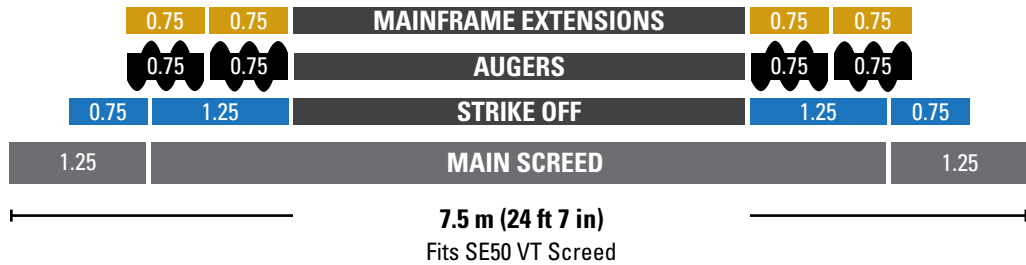 0.75 0.75 MAINFRAME EXTENSIONS 0.75 0.75
0.75 0.75 AUGERS 0.75 0.75
0.75 1.25 STRIKE OFF 1.25 0.75
1.25 MAIN SCREED 1.25
7.5 m (24 ft 7 in)
Fits SE50 VT Screed